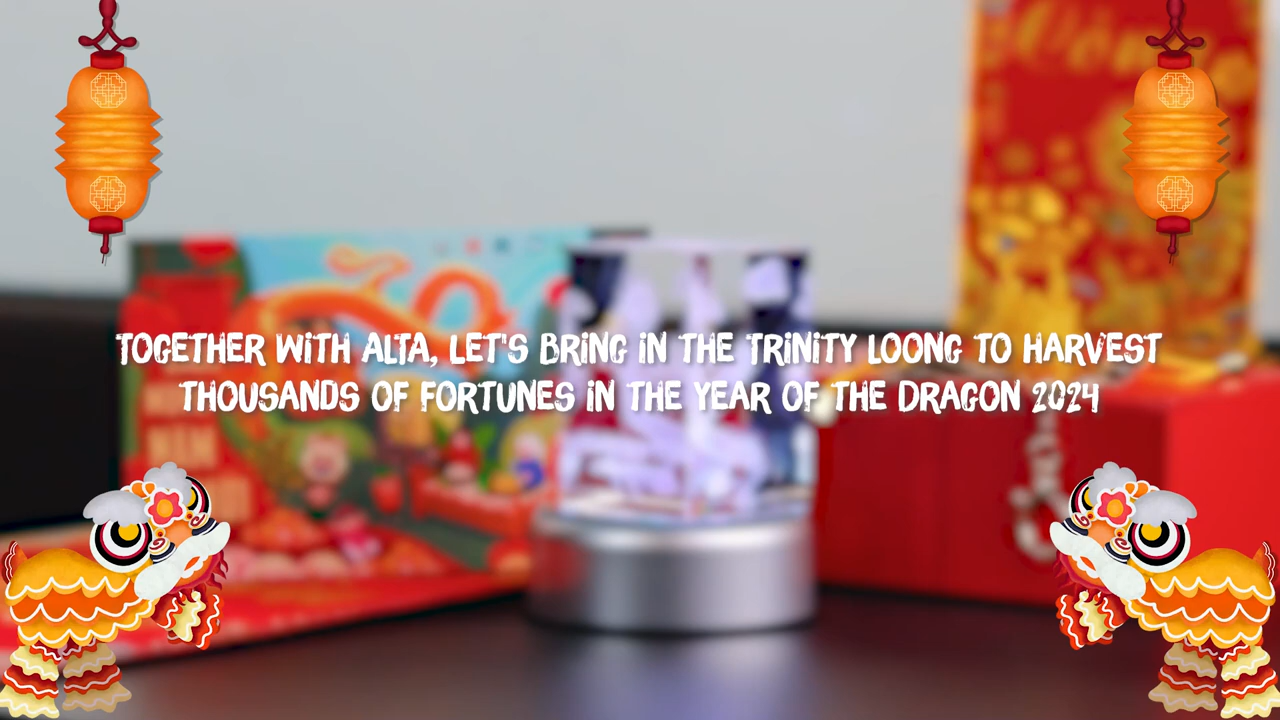 TOGETHER WITH ALTA, LET'S BRING IN THE TRINITY LOONG TO HARVEST
THOUSANDS OF FORTUNES IN THE YEAR OF THE DRAGON 2024